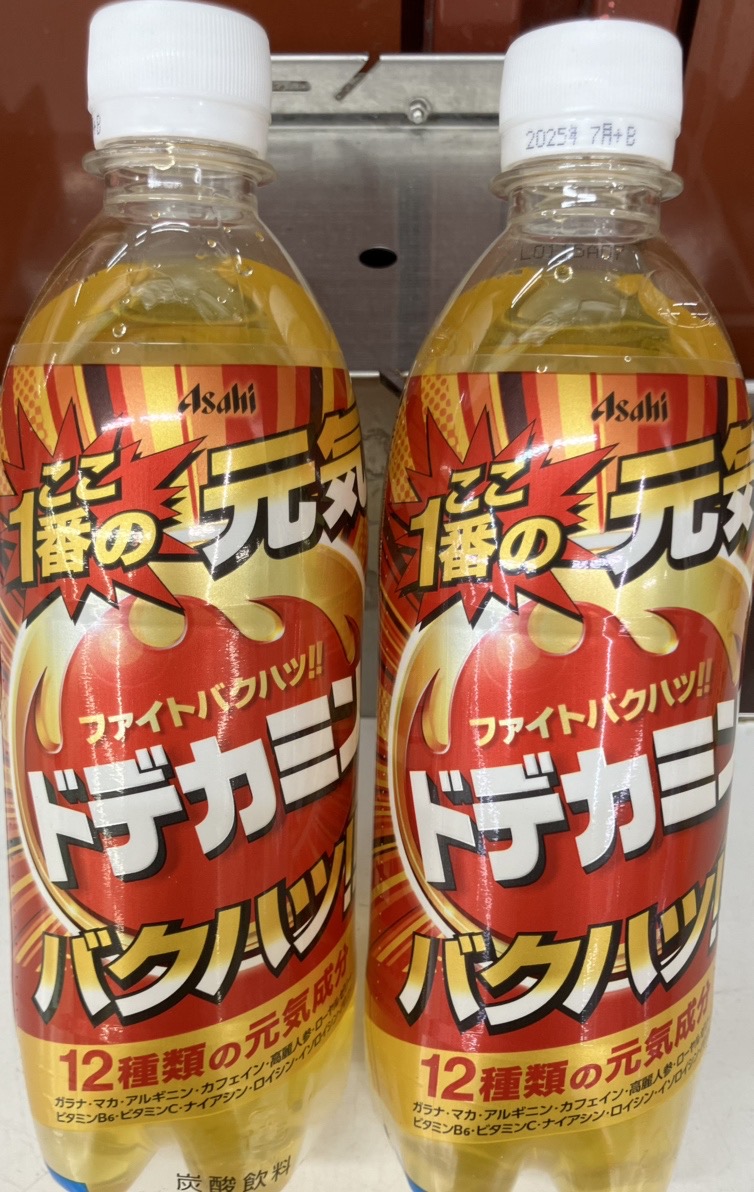 +B
Asahi
ここ
1番の
元気
ファイトバクハツ!!
ドデカミン
バクハツ!!
12種類の元気成分
ガラナ・マカ・アルギニン・カフェイン・高麗人参・ローヤル
ビタミンB6・ビタミンC・ナイアシン・ロイシン・イソロイシン
炭酸飲料
2025年 7月+B
Asahi
ここ
1番の
元気
ファイトバクハツ!!
ドデカミン
バクハツ!!
12種類の元気成分
ガラナ・マカ・アルギニン・カフェイン・高麗人参・ローヤル
ビタミンB6・ビタミンC・ナイアシン・ロイシン・イソロイシン